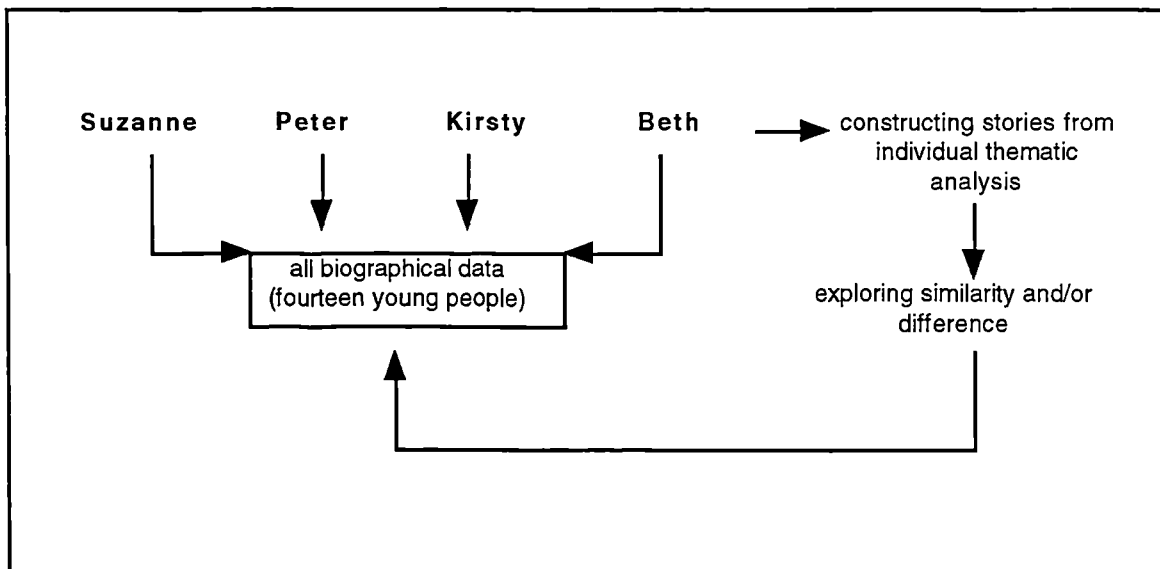 Suzanne Peter Kirsty Beth
constructing stories from
individual thematic
analysis
all biographical data
(fourteen young people)
exploring similarity and/or
difference